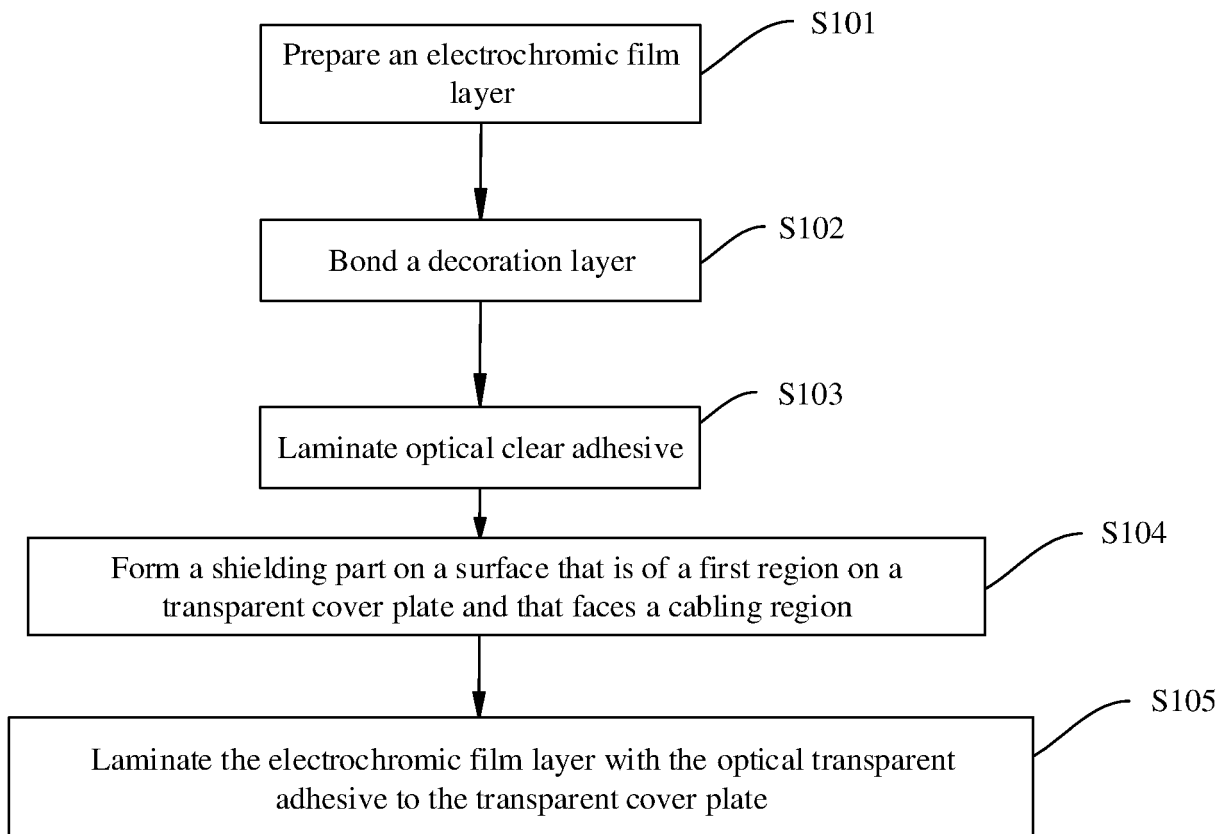 S101
Prepare an electrochromic film
layer
S102
Bond a decoration layer
S103
Laminate optical clear adhesive
S104
Form a shielding part on a surface that is of a first region on a
transparent cover plate and that faces a cabling region
S105
Laminate the electrochromic film layer with the optical transparent
adhesive to the transparent cover plate